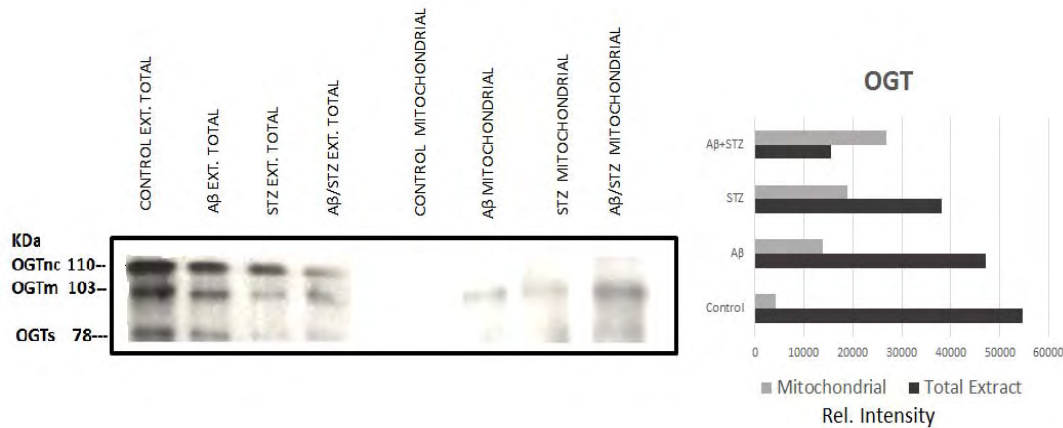 CONTROL EXT. TOTAL
Aβ EXT. TOTAL
STZ EXT. TOTAL
Aβ/STZ EXT. TOTAL
CONTROL MITOCHONDRIAL
Aβ MITOCHONDRIAL
STZ MITOCHONDRIAL
Aβ/STZ MITOCHONDRIAL
KDa
OGTnc 110--
OGTm 103--
OGTs 78---
OGT
Aβ+STZ
STZ
Aβ
Control
0 10000 20000 30000 40000 50000 60000
Mitochondrial Total Extract
Rel. Intensity